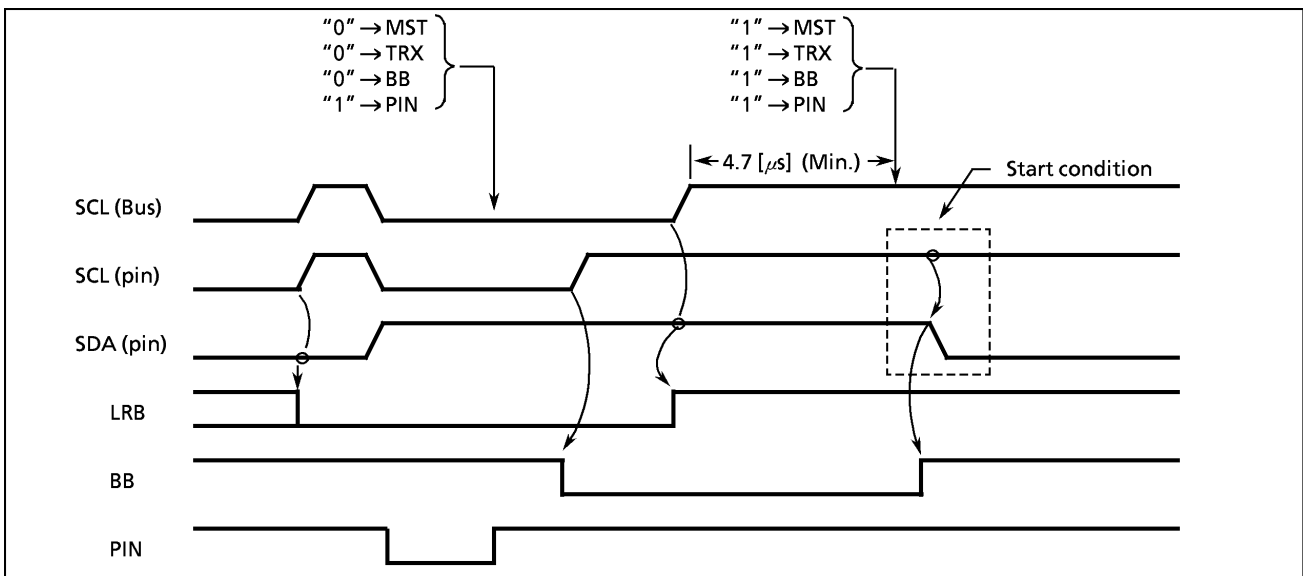 “0” → MST
“0” → TRX
“0” → BB
“1” → PIN
“1” → MST
“1” → TRX
“1” → BB
“1” → PIN
4.7 [μs] (Min.)
Start condition
SCL (Bus)
SCL (pin)
SDA (pin)
LRB
BB
PIN